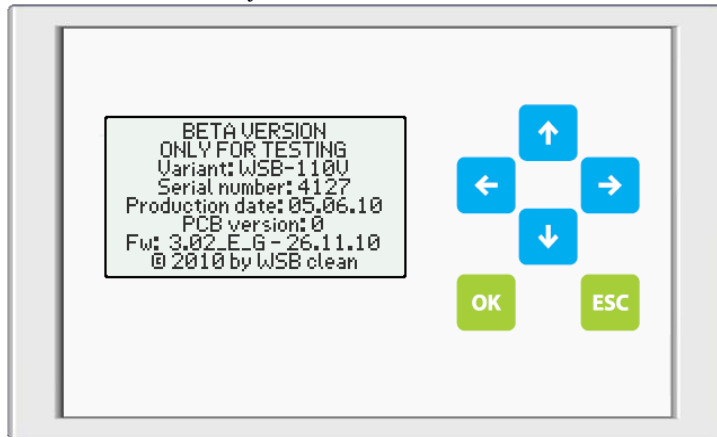 BETA VERSION
ONLY FOR TESTING
Variant: WSB-110V
Serial number: 4127
Production date: 05.06.10
PCB version: 0
Fw: 3.02_E_G - 26.11.10
© 2010 by WSB clean
OK
ESC